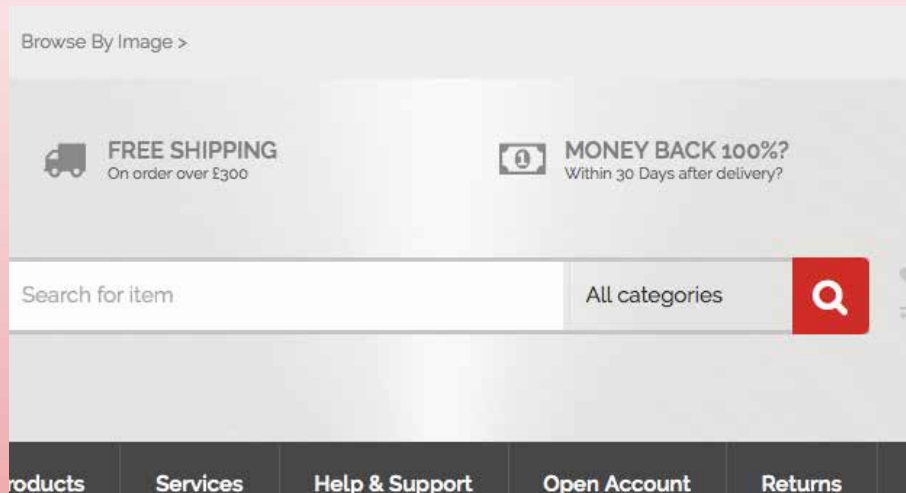 Browse By Image >
FREE SHIPPING
On order over £300
MONEY BACK 100%?
Within 30 Days after delivery?
Search for item
All categories
roducts
Services
Help & Support
Open Account
Returns